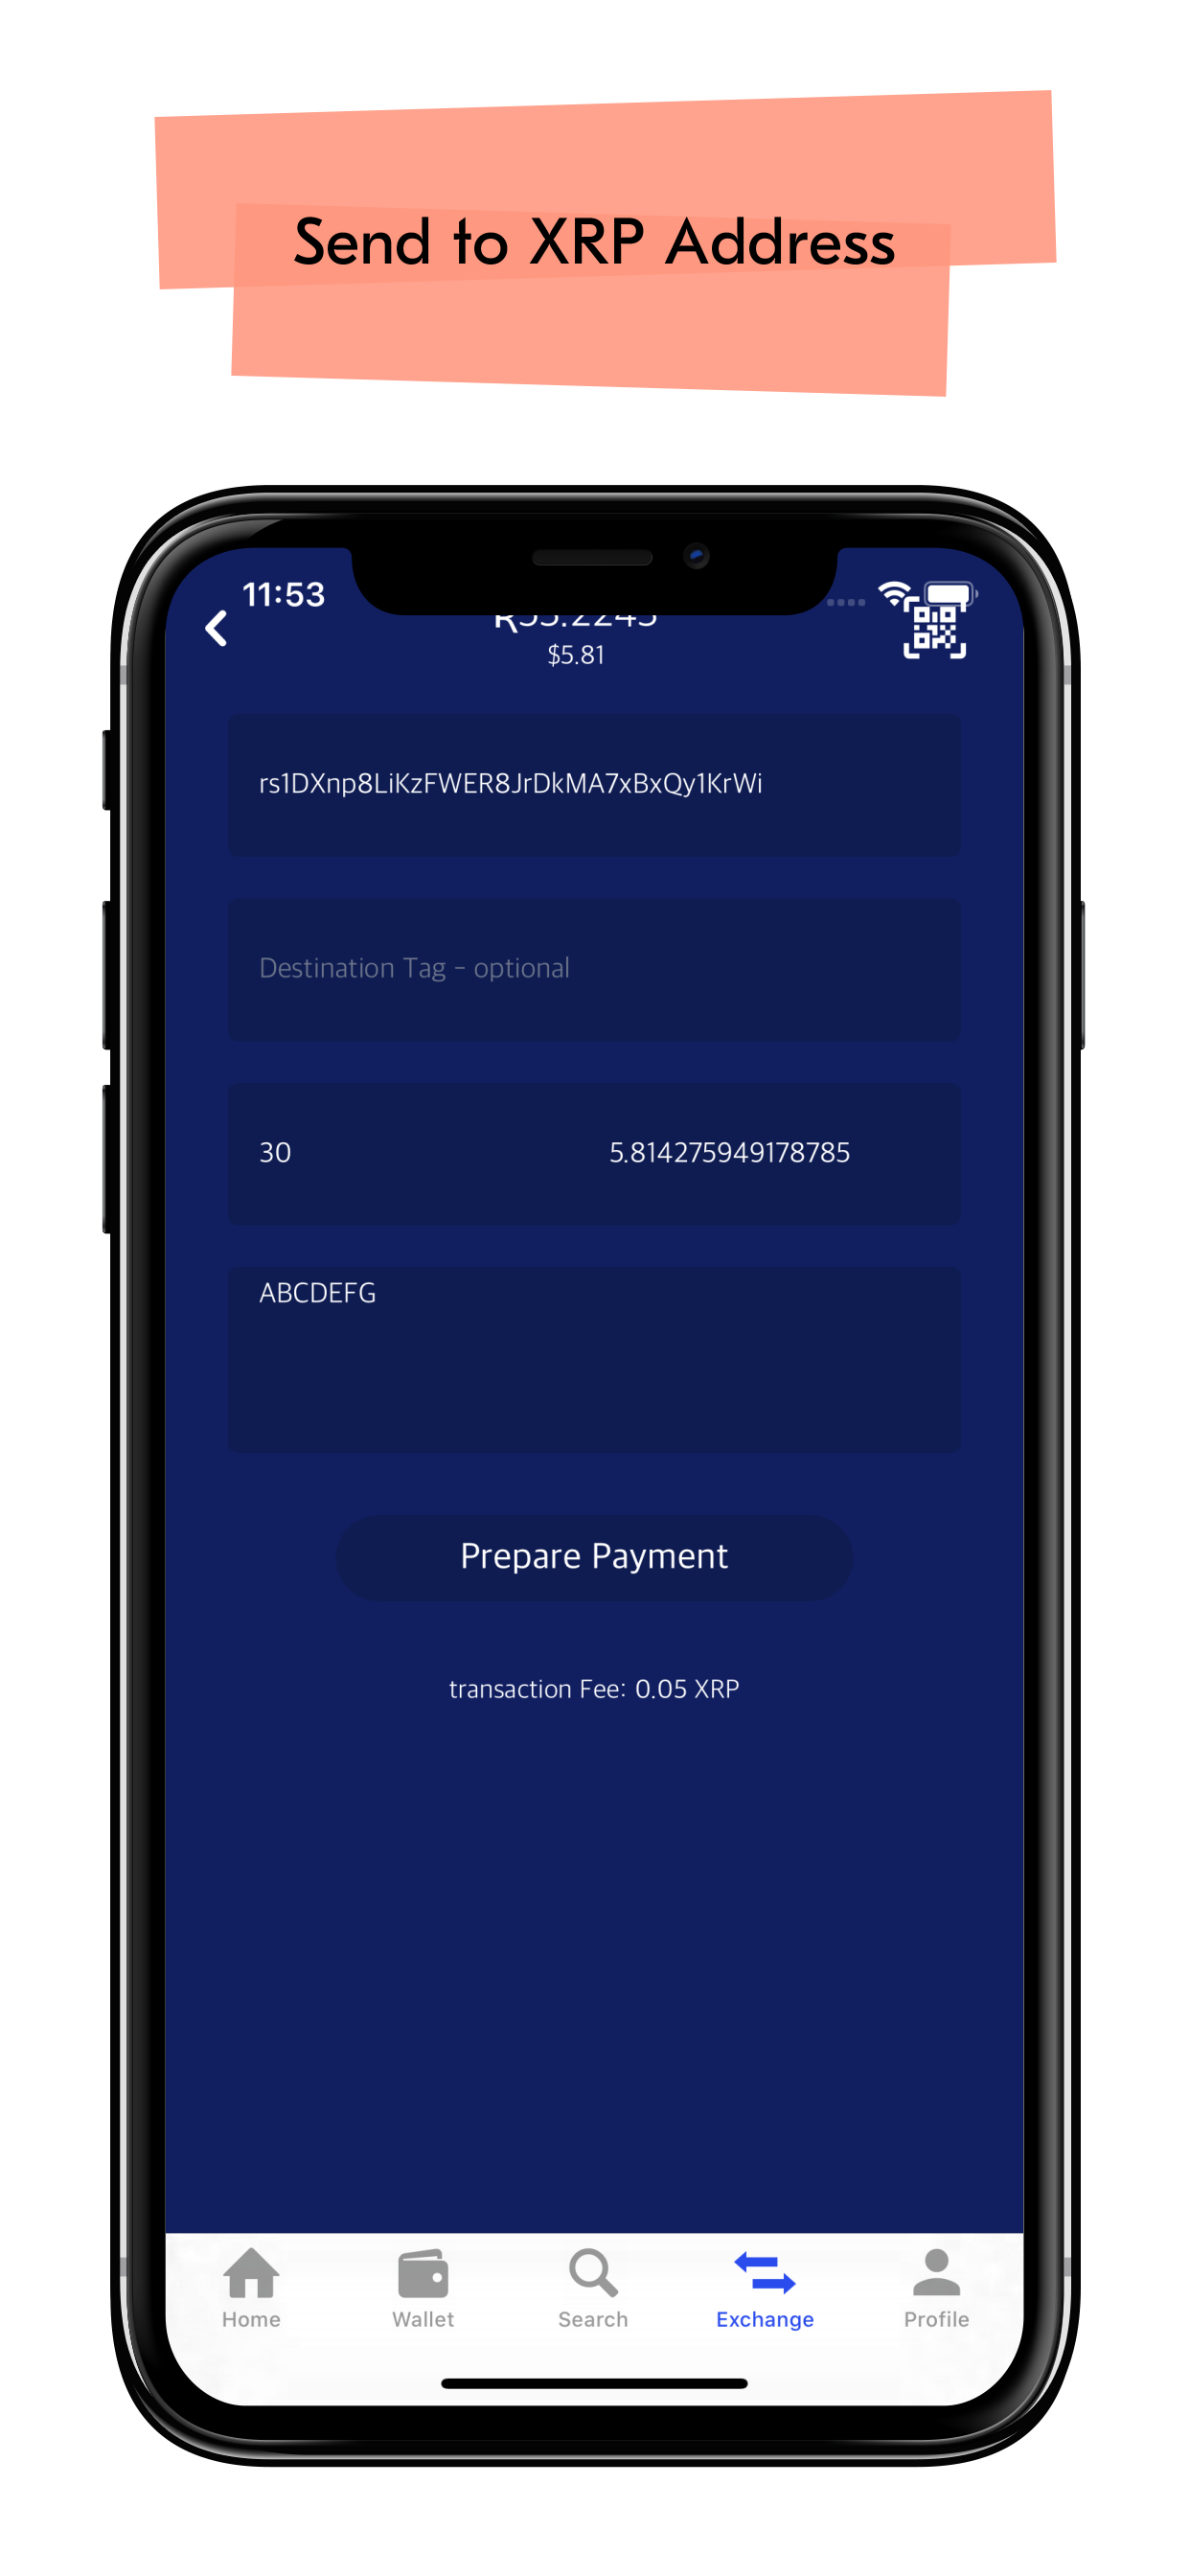 Send to XRP Address
11:53
$5.81
rs1DXnp8LiKzFWER8JrDkMA7xBxQy1KrWi
Destination Tag - optional
30 5.814275949178785
ABCDEFG
Prepare Payment
transaction Fee: 0.05 XRP
Home Wallet Search Exchange Profile